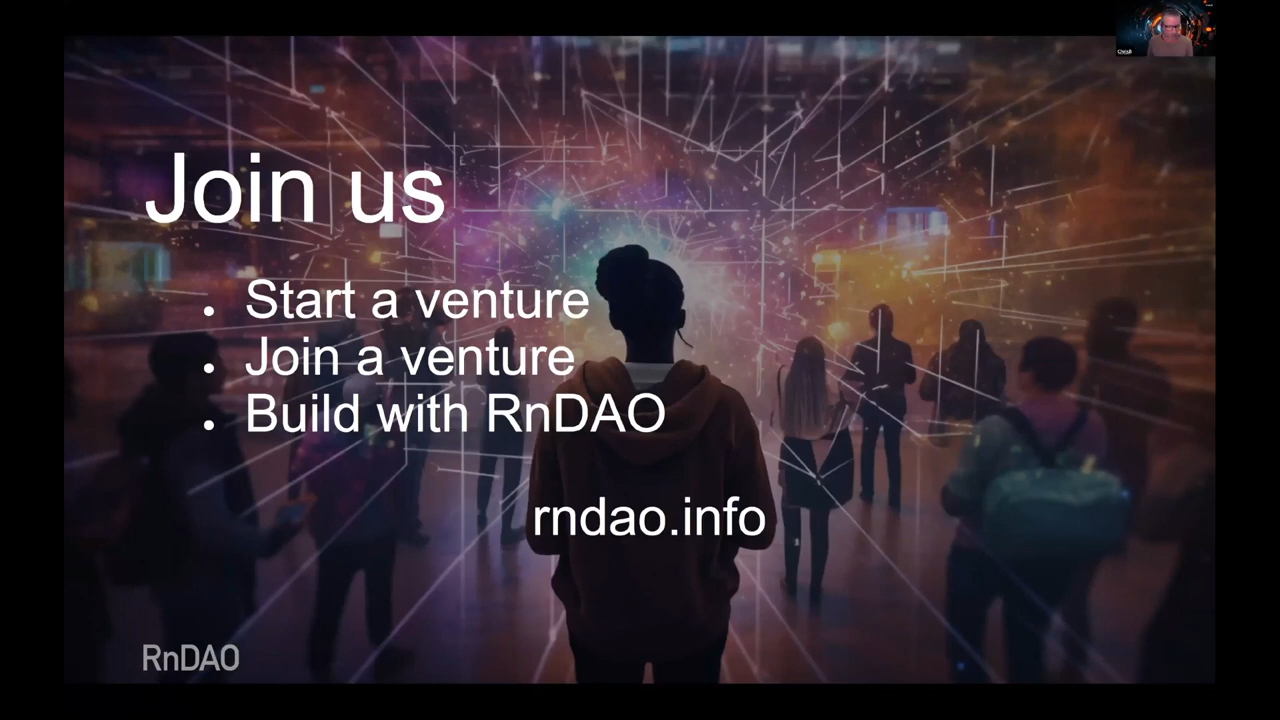 Join us
• Start a venture
• Join a venture
• Build with RnDAO
rndao.info
RnDAO